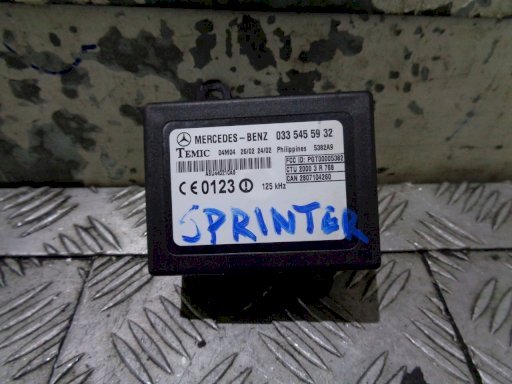 MERCEDES-BENZ 033 545 59 32
TEMIC 04M04 26/02 24/02 Philippines 5382A9
FCC ID: PGT00005382
CTU 2000 3 R 768
CAN 2807104260
CE 0123 125 kHz
SPRINTER